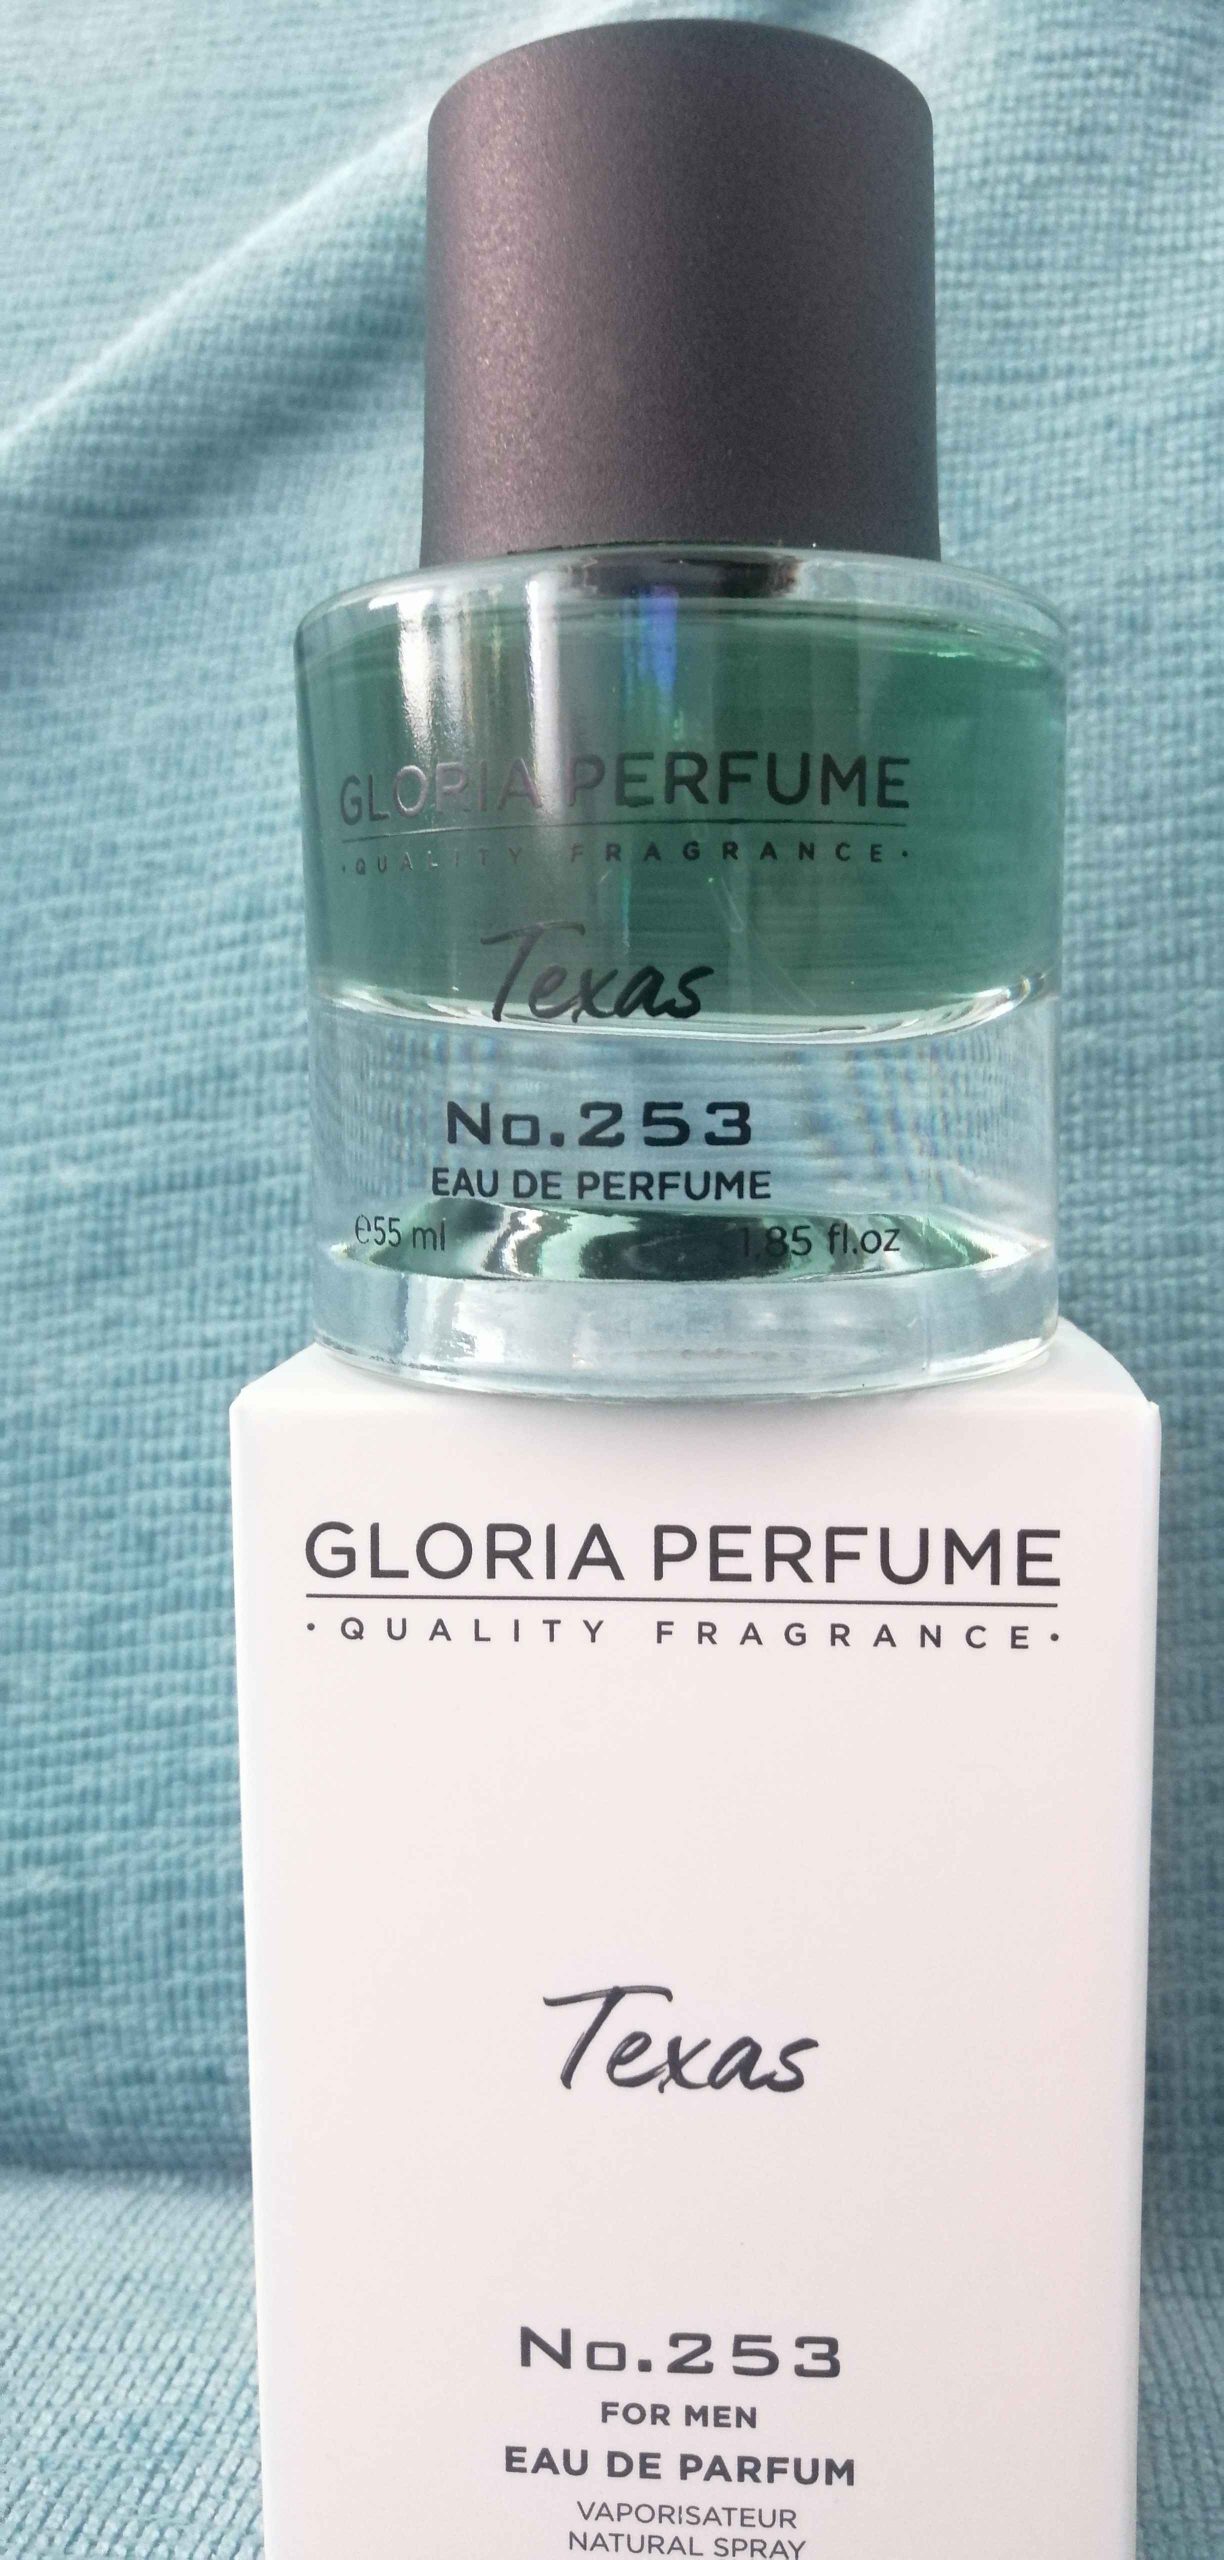 GLORIA PERFUME
·QUALITY FRAGRANCE·
Texas
No.253
EAU DE PERFUME
e55 ml 1.85 fl.oz
GLORIA PERFUME
·QUALITY FRAGRANCE·
Texas
No.253
FOR MEN
EAU DE PARFUM
VAPORISATEUR
NATURAL SPRAY